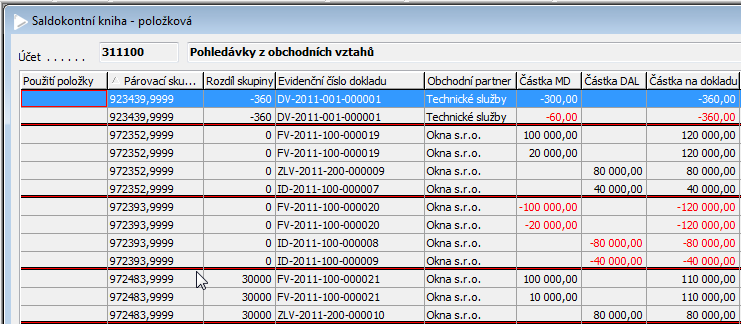 Saldokontní kniha - položková
Účet . . . . . . 311100 Pohledávky z obchodních vztahů
Použití položky Párovací sku... Rozdíl skupiny Evidenční číslo dokladu Obchodní partner Částka MD Částka DAL Částka na dokladu
923439,9999 -360 DV-2011-001-000001 Technické služby -300,00 -360,00
923439,9999 -360 DV-2011-001-000001 Technické služby -60,00 -360,00
972352,9999 0 FV-2011-100-000019 Okna s.r.o. 100 000,00 120 000,00
972352,9999 0 FV-2011-100-000019 Okna s.r.o. 20 000,00 120 000,00
972352,9999 0 ZLV-2011-200-000009 Okna s.r.o. 80 000,00 80 000,00
972352,9999 0 ID-2011-100-000007 Okna s.r.o. 40 000,00 40 000,00
972393,9999 0 FV-2011-100-000020 Okna s.r.o. -100 000,00 -120 000,00
972393,9999 0 FV-2011-100-000020 Okna s.r.o. -20 000,00 -120 000,00
972393,9999 0 ID-2011-100-000008 Okna s.r.o. -80 000,00 -80 000,00
972393,9999 0 ID-2011-100-000009 Okna s.r.o. -40 000,00 -40 000,00
972483,9999 30000 FV-2011-100-000021 Okna s.r.o. 100 000,00 110 000,00
972483,9999 30000 FV-2011-100-000021 Okna s.r.o. 10 000,00 110 000,00
972483,9999 30000 ZLV-2011-200-000010 Okna s.r.o. 80 000,00 80 000,00